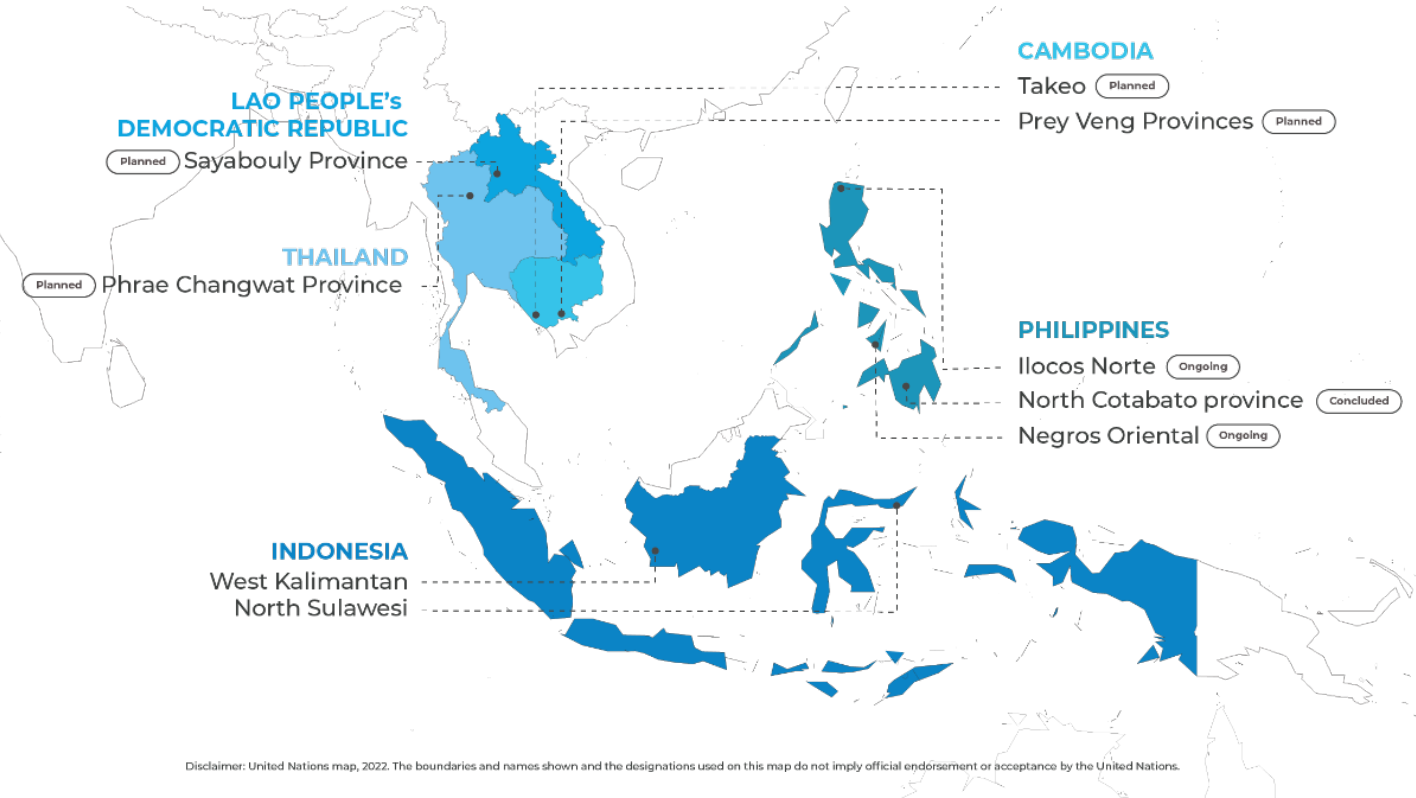 LAO PEOPLE's
DEMOCRATIC REPUBLIC
Planned Sayabouly Province
THAILAND
Planned Phrae Changwat Province
INDONESIA
West Kalimantan
North Sulawesi
CAMBODIA
Takeo Planned
Prey Veng Provinces Planned
PHILIPPINES
Ilocos Norte Ongoing
North Cotabato province Concluded
Negros Oriental Ongoing
Disclaimer: United Nations map, 2022. The boundaries and names shown and the designations used on this map do not imply official endorsement or acceptance by the United Nations.